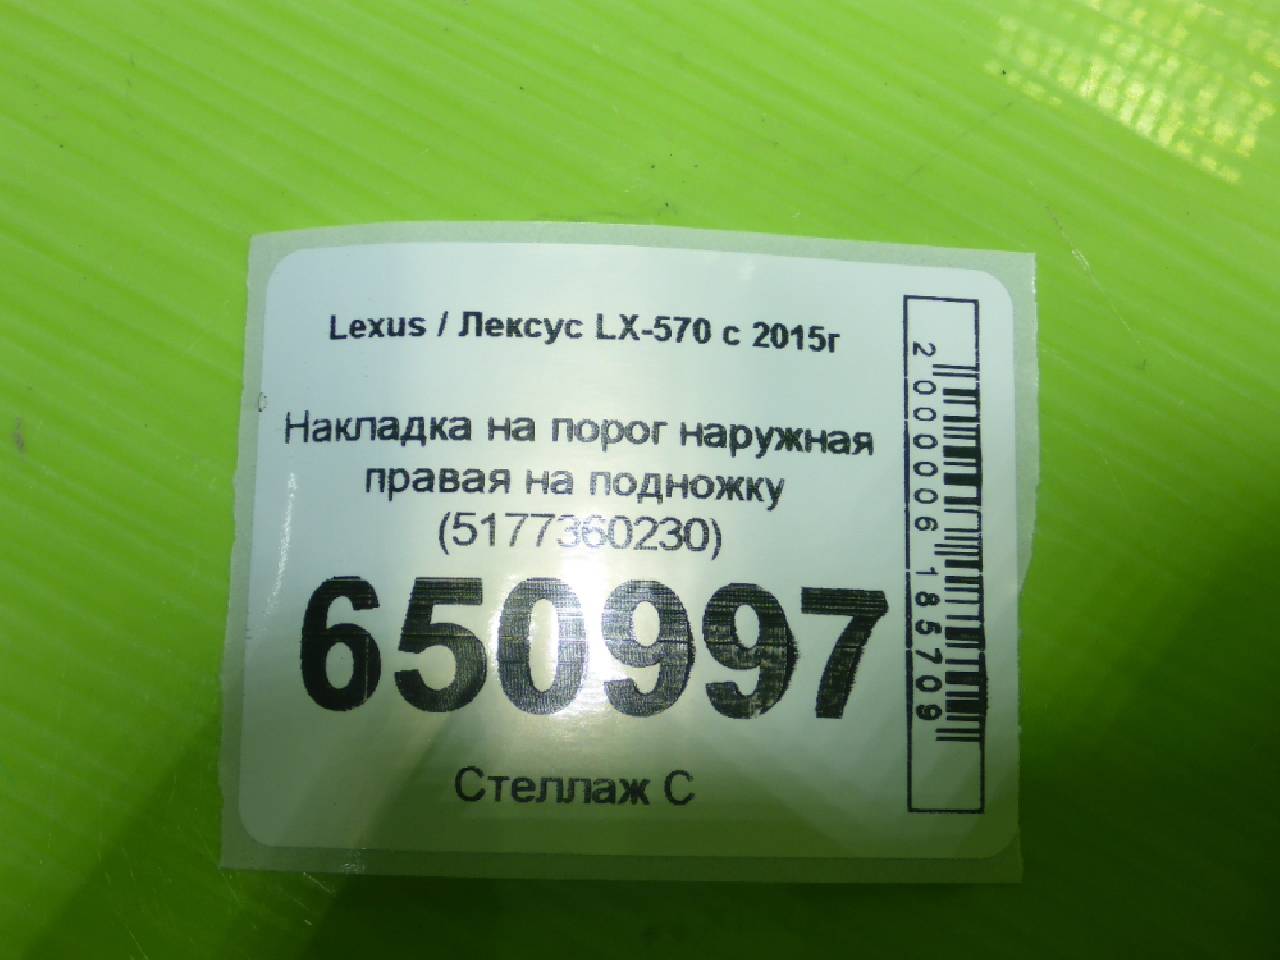 Lexus / Лексус LX-570 с 2015г
Накладка на порог наружная
правая на подножку
(5177360230)
650997
Стеллаж С
2000006185709